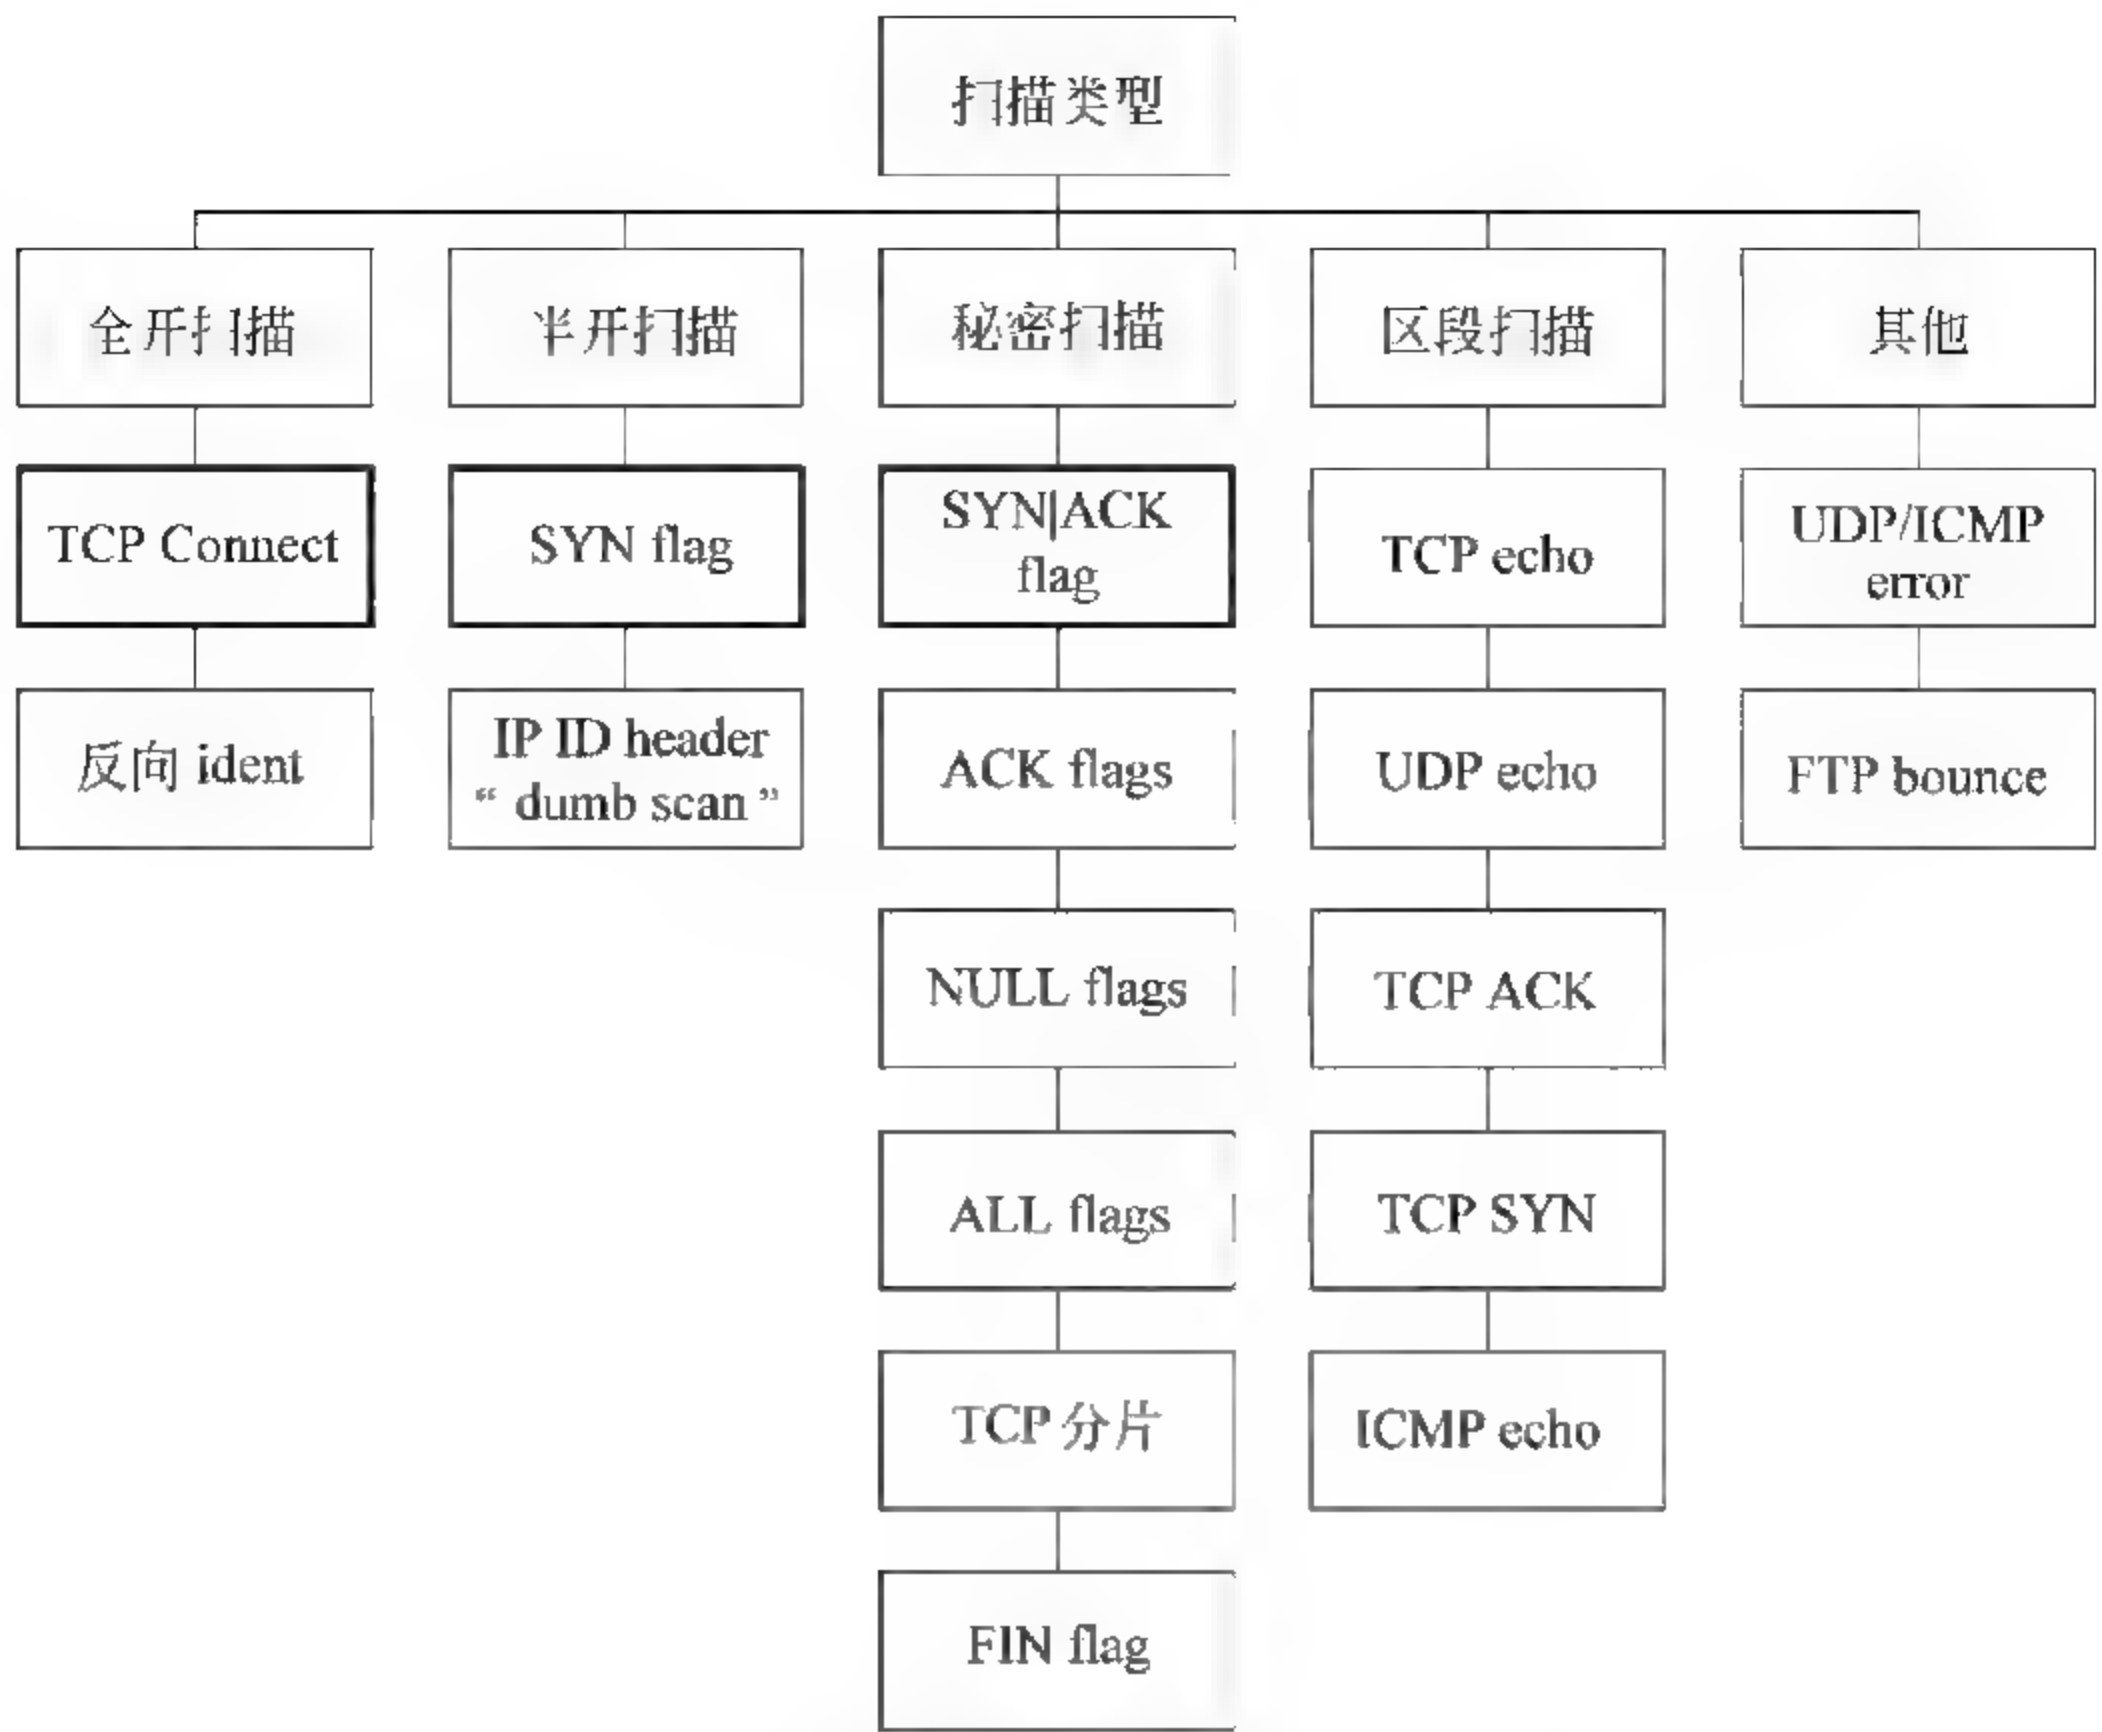 扫描类型
全开扫描
半开扫描
秘密扫描
区段扫描
其他
TCP Connect
SYN flag
SYN|ACK
flag
TCP echo
UDP/ICMP
error
反向 ident
IP ID header
“ dumb scan ”
ACK flags
UDP echo
FTP bounce
NULL flags
TCP ACK
ALL flags
TCP SYN
TCP 分片
ICMP echo
FIN flag